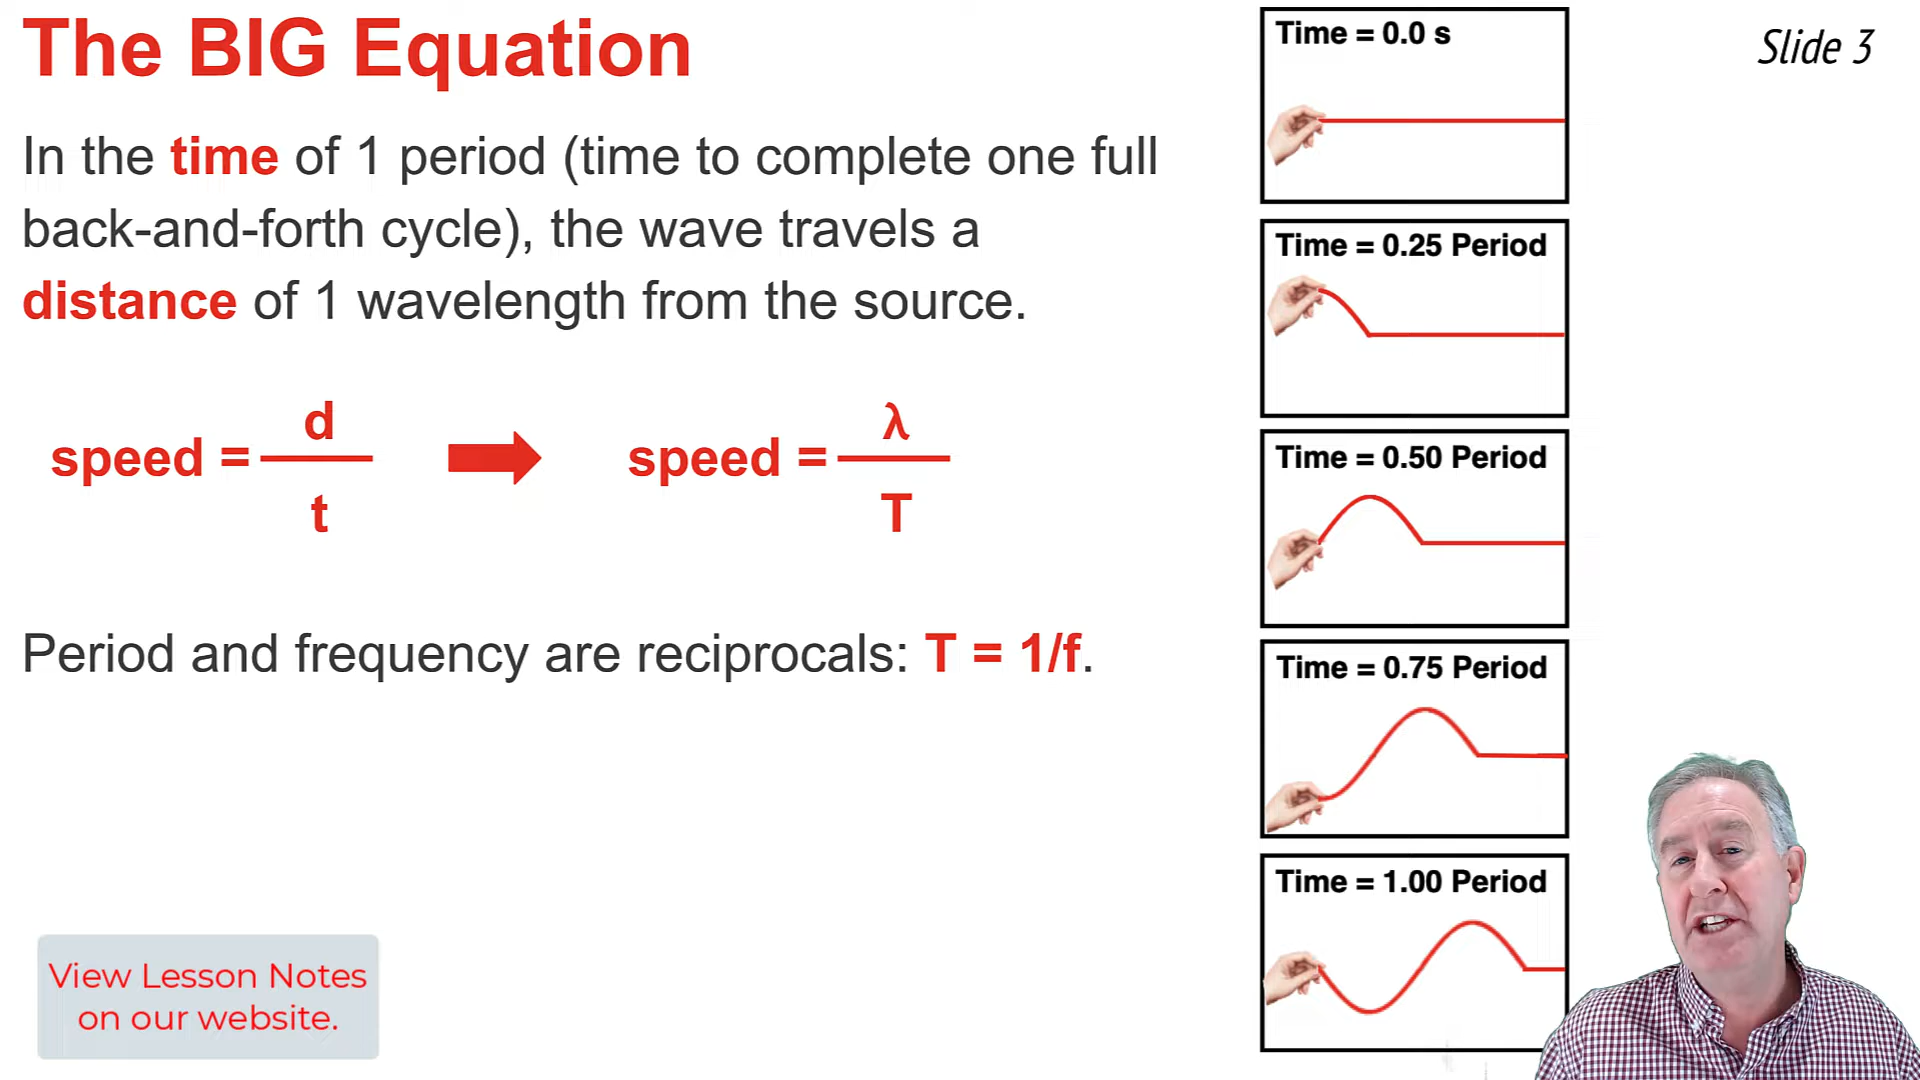 The BIG Equation
Slide 3
In the time of 1 period (time to complete one full
back-and-forth cycle), the wave travels a
distance of 1 wavelength from the source.
speed = d
t
speed = λ
T
Period and frequency are reciprocals: T = 1/f.
View Lesson Notes
on our website.
Time = 0.0 s
Time = 0.25 Period
Time = 0.50 Period
Time = 0.75 Period
Time = 1.00 Period